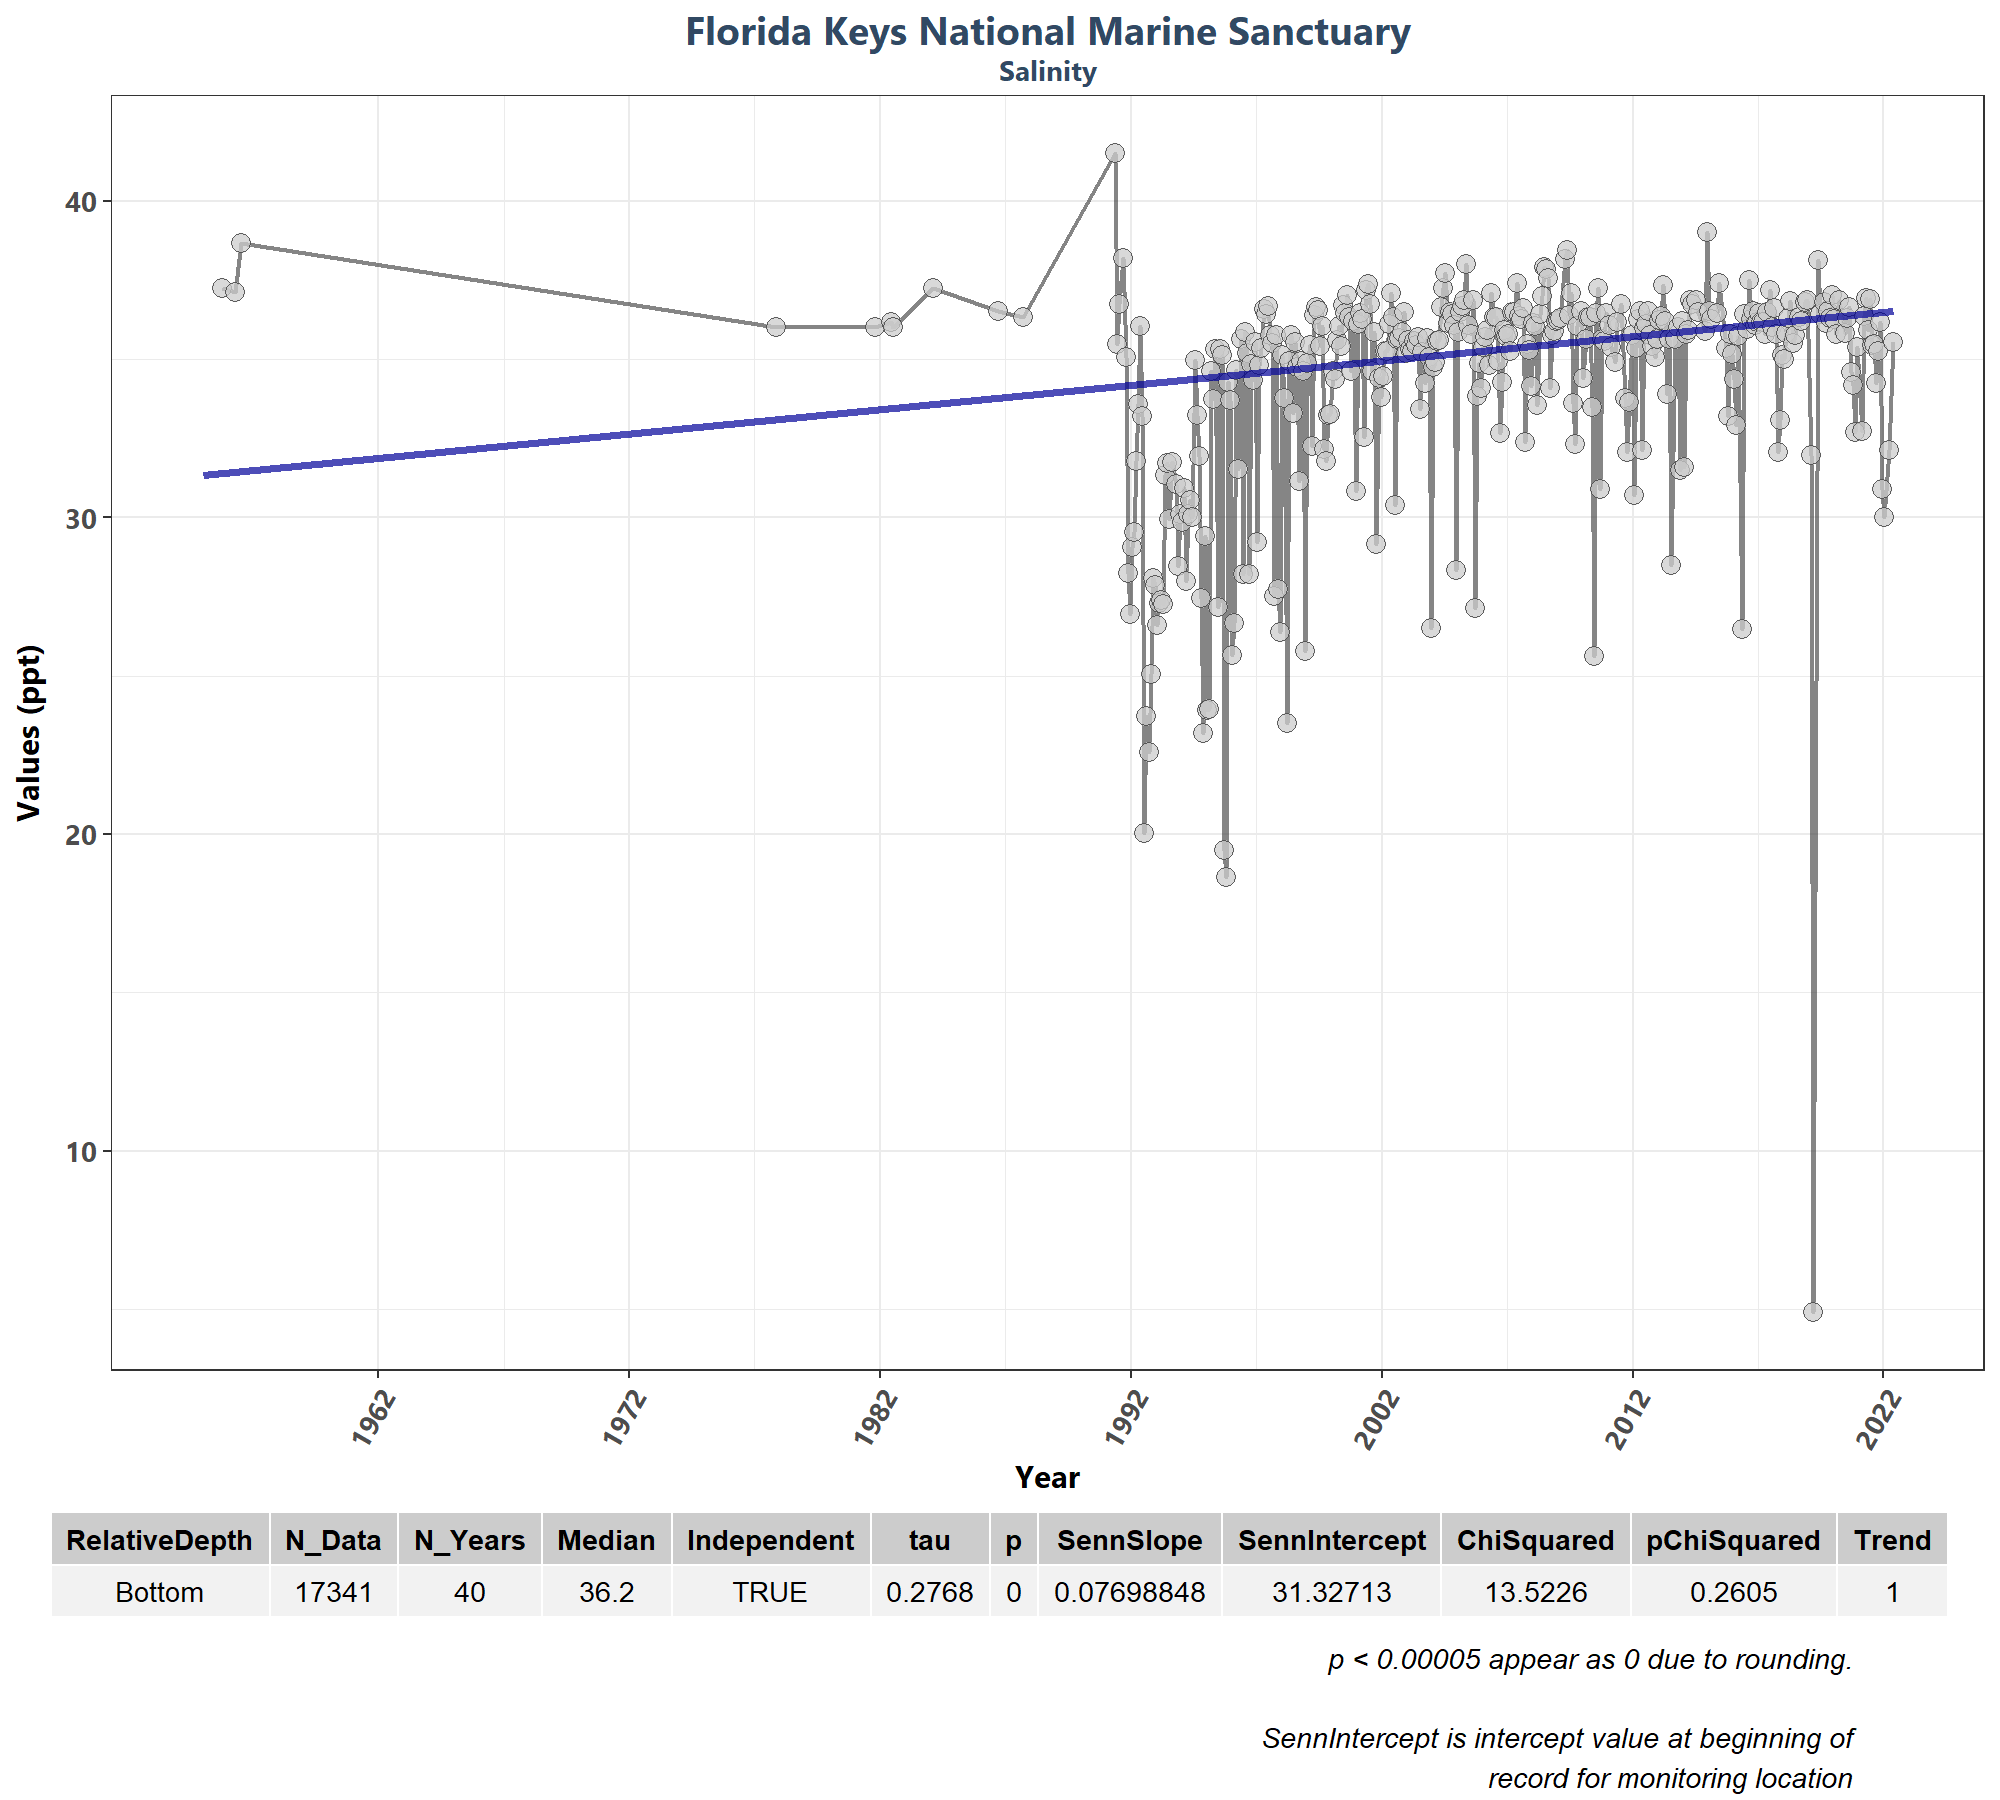 Florida Keys National Marine Sanctuary
Salinity
Values (ppt)
40
30
20
10
1962 1972 1982 1992 2002 2012 2022
Year
RelativeDepth N_Data N_Years Median Independent tau p SennSlope SennIntercept ChiSquared pChiSquared Trend
Bottom 17341 40 36.2 TRUE 0.2768 0 0.07698848 31.32713 13.5226 0.2605 1
p < 0.00005 appear as 0 due to rounding.
SennIntercept is intercept value at beginning of
record for monitoring location